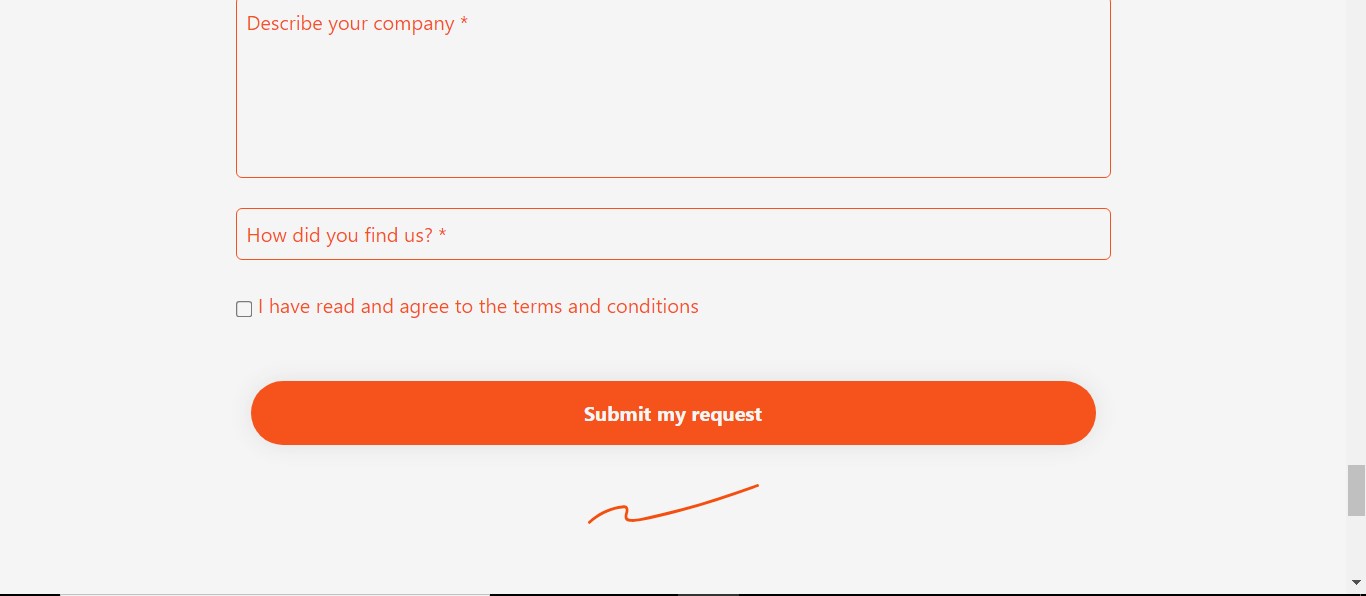 Describe your company *
How did you find us? *
I have read and agree to the terms and conditions
Submit my request